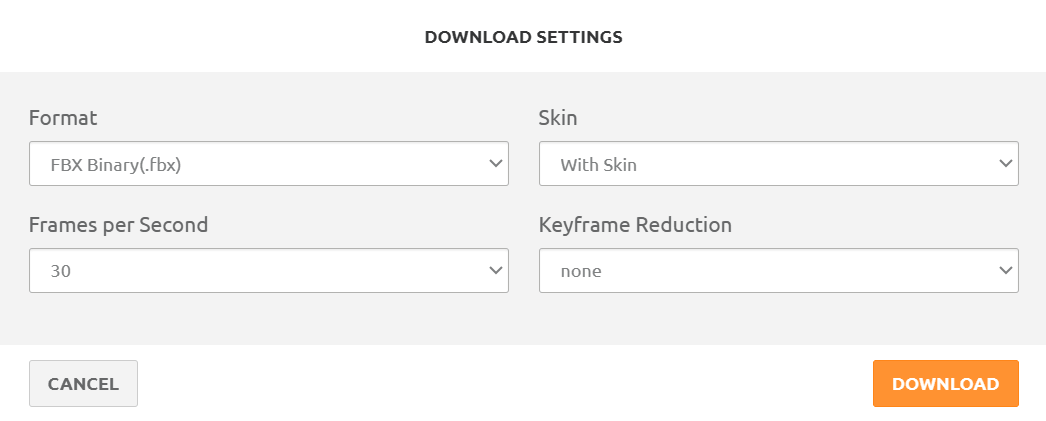 DOWNLOAD SETTINGS
Format
Skin
FBX Binary(.fbx)
With Skin
Frames per Second
Keyframe Reduction
30
none
CANCEL
DOWNLOAD